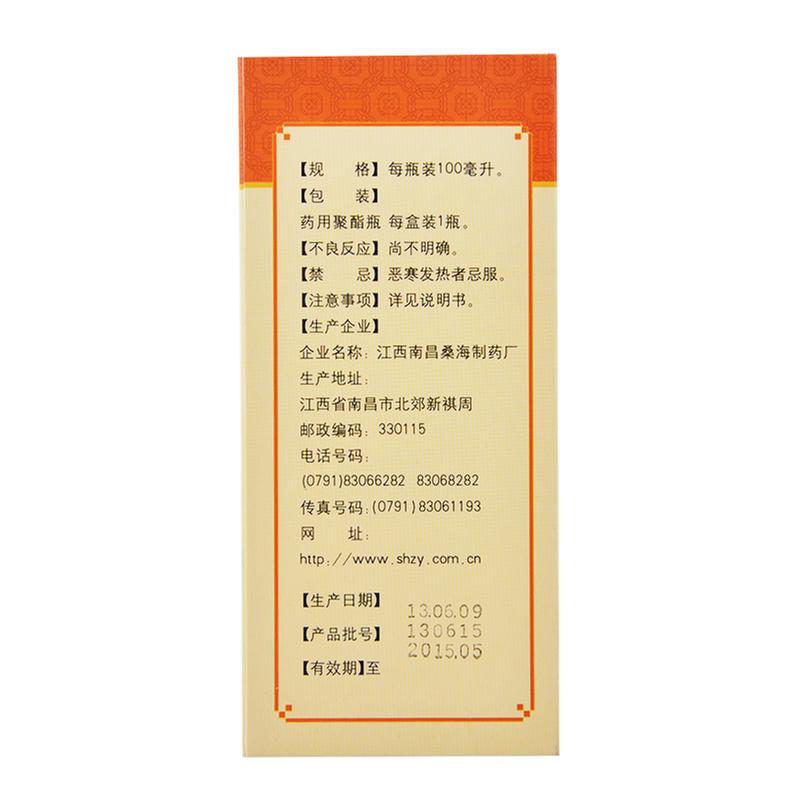 【规　格】每瓶装100毫升。
【包　装】
药用聚酯瓶 每盒装1瓶。
【不良反应】尚不明确。
【禁　忌】恶寒发热者忌服。
【注意事项】详见说明书。
【生产企业】
企业名称：江西南昌桑海制药厂
生产地址：
江西省南昌市北郊新祺周
邮政编码：330115
电话号码：
(0791)83066282 83068282
传真号码：(0791)83061193
网　址：
http://www.shzy.com.cn
【生产日期】 13.06.09
【产品批号】 130615
【有效期】至 2015.05